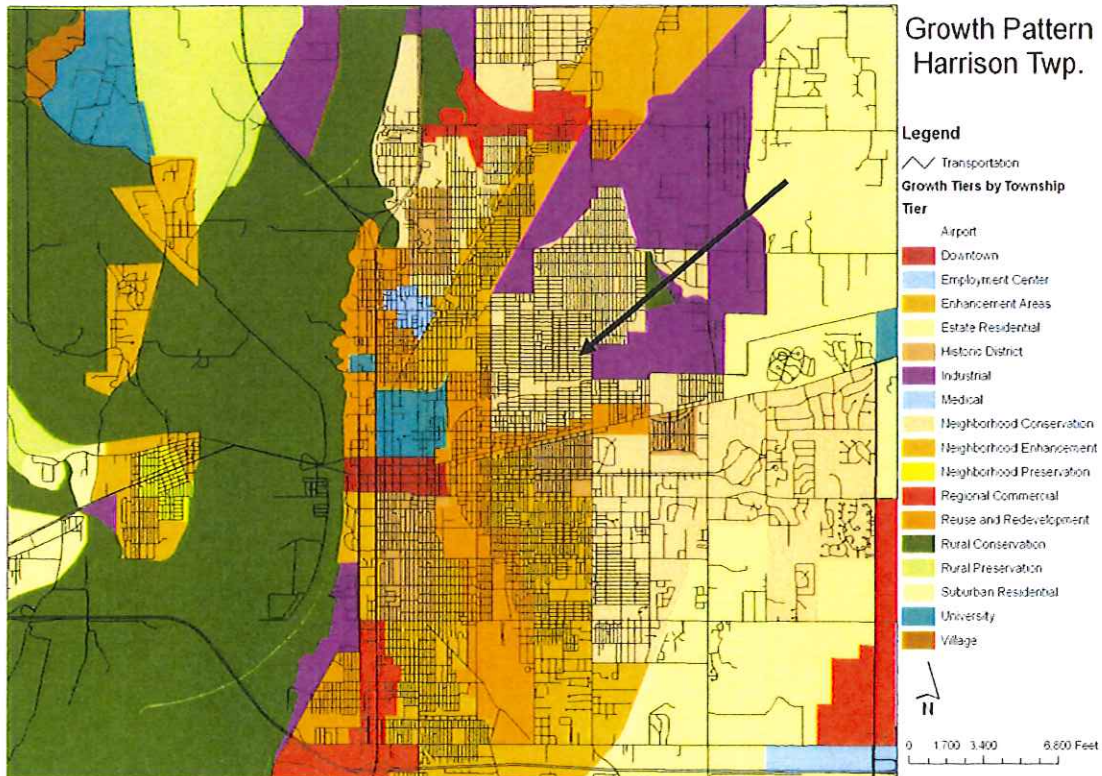 Growth Pattern
Harrison Twp.
Legend
Transportation
Growth Tiers by Township
Tier
Airport
Downtown
Employment Center
Enhancement Areas
Estate Residential
Historic District
Industrial
Medical
Neighborhood Conservation
Neighborhood Enhancement
Neighborhood Preservation
Regional Commercial
Reuse and Redevelopment
Rural Conservation
Rural Preservation
Suburban Residential
University
Village
N
0 1,700 3,400 6,800 Feet